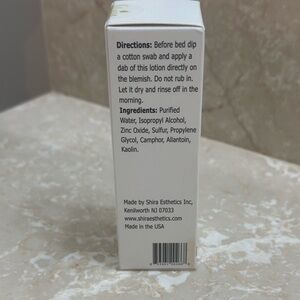 Directions: Before bed dip
a cotton swab and apply a
dab of this lotion directly on
the blemish. Do not rub in.
Let it dry and rinse off in the
morning.
Ingredients: Purified
Water, Isopropyl Alcohol,
Zinc Oxide, Sulfur, Propylene
Glycol, Camphor, Allantoin,
Kaolin.
Made by Shira Esthetics Inc,
Kenilworth NJ 07033
www.shiraesthetics.com
Made in the USA